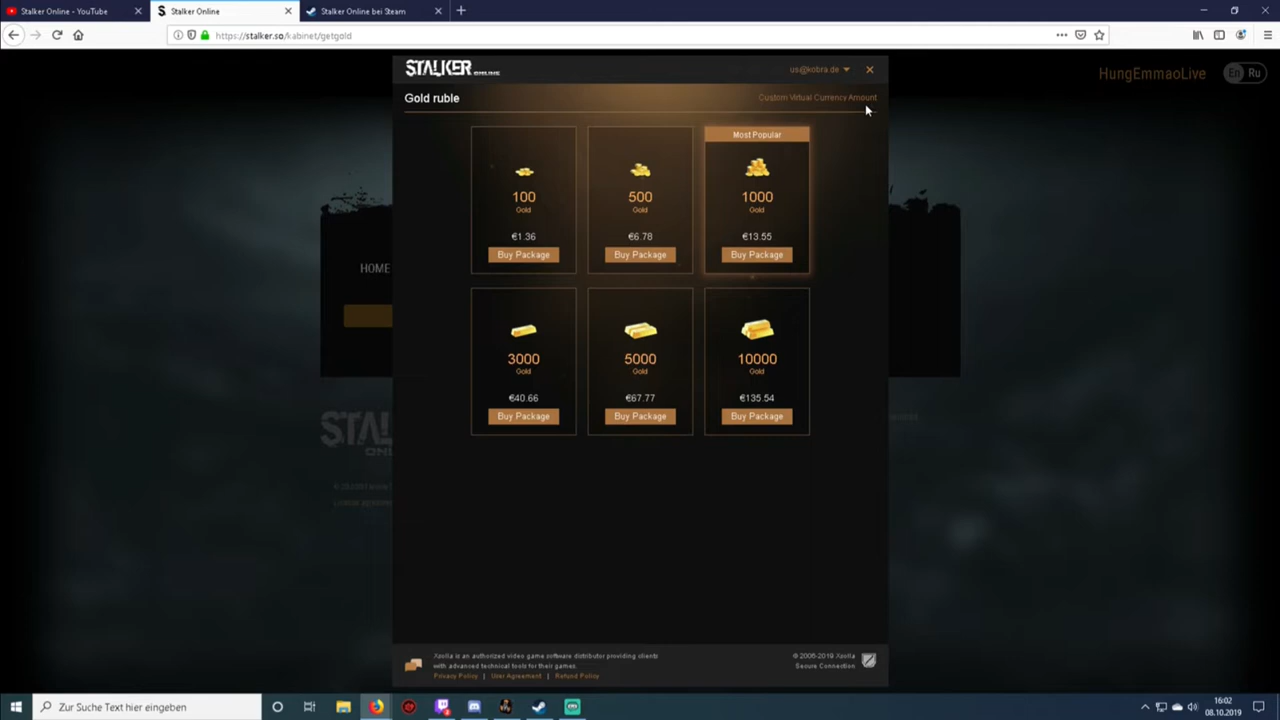 Stalker Online - YouTube
Stalker Online
Stalker Online bei Steam
https://stalker.so/kabinet/getgold
STALKER ONLINE
us@kobra.de
HungEmmaoLive
En Ru
Gold ruble
Custom Virtual Currency Amount
Most Popular
100
Gold
€1.36
Buy Package
500
Gold
€6.78
Buy Package
1000
Gold
€13.55
Buy Package
HOME
3000
Gold
€40.66
Buy Package
5000
Gold
€67.77
Buy Package
10000
Gold
€135.54
Buy Package
Xsolla is an authorized video game software distributor providing clients
with advanced technical tools for their games.
Privacy Policy | User Agreement | Refund Policy
© 2006-2019 Xsolla
Secure Connection
Zur Suche Text hier eingeben
16:02
08.10.2019